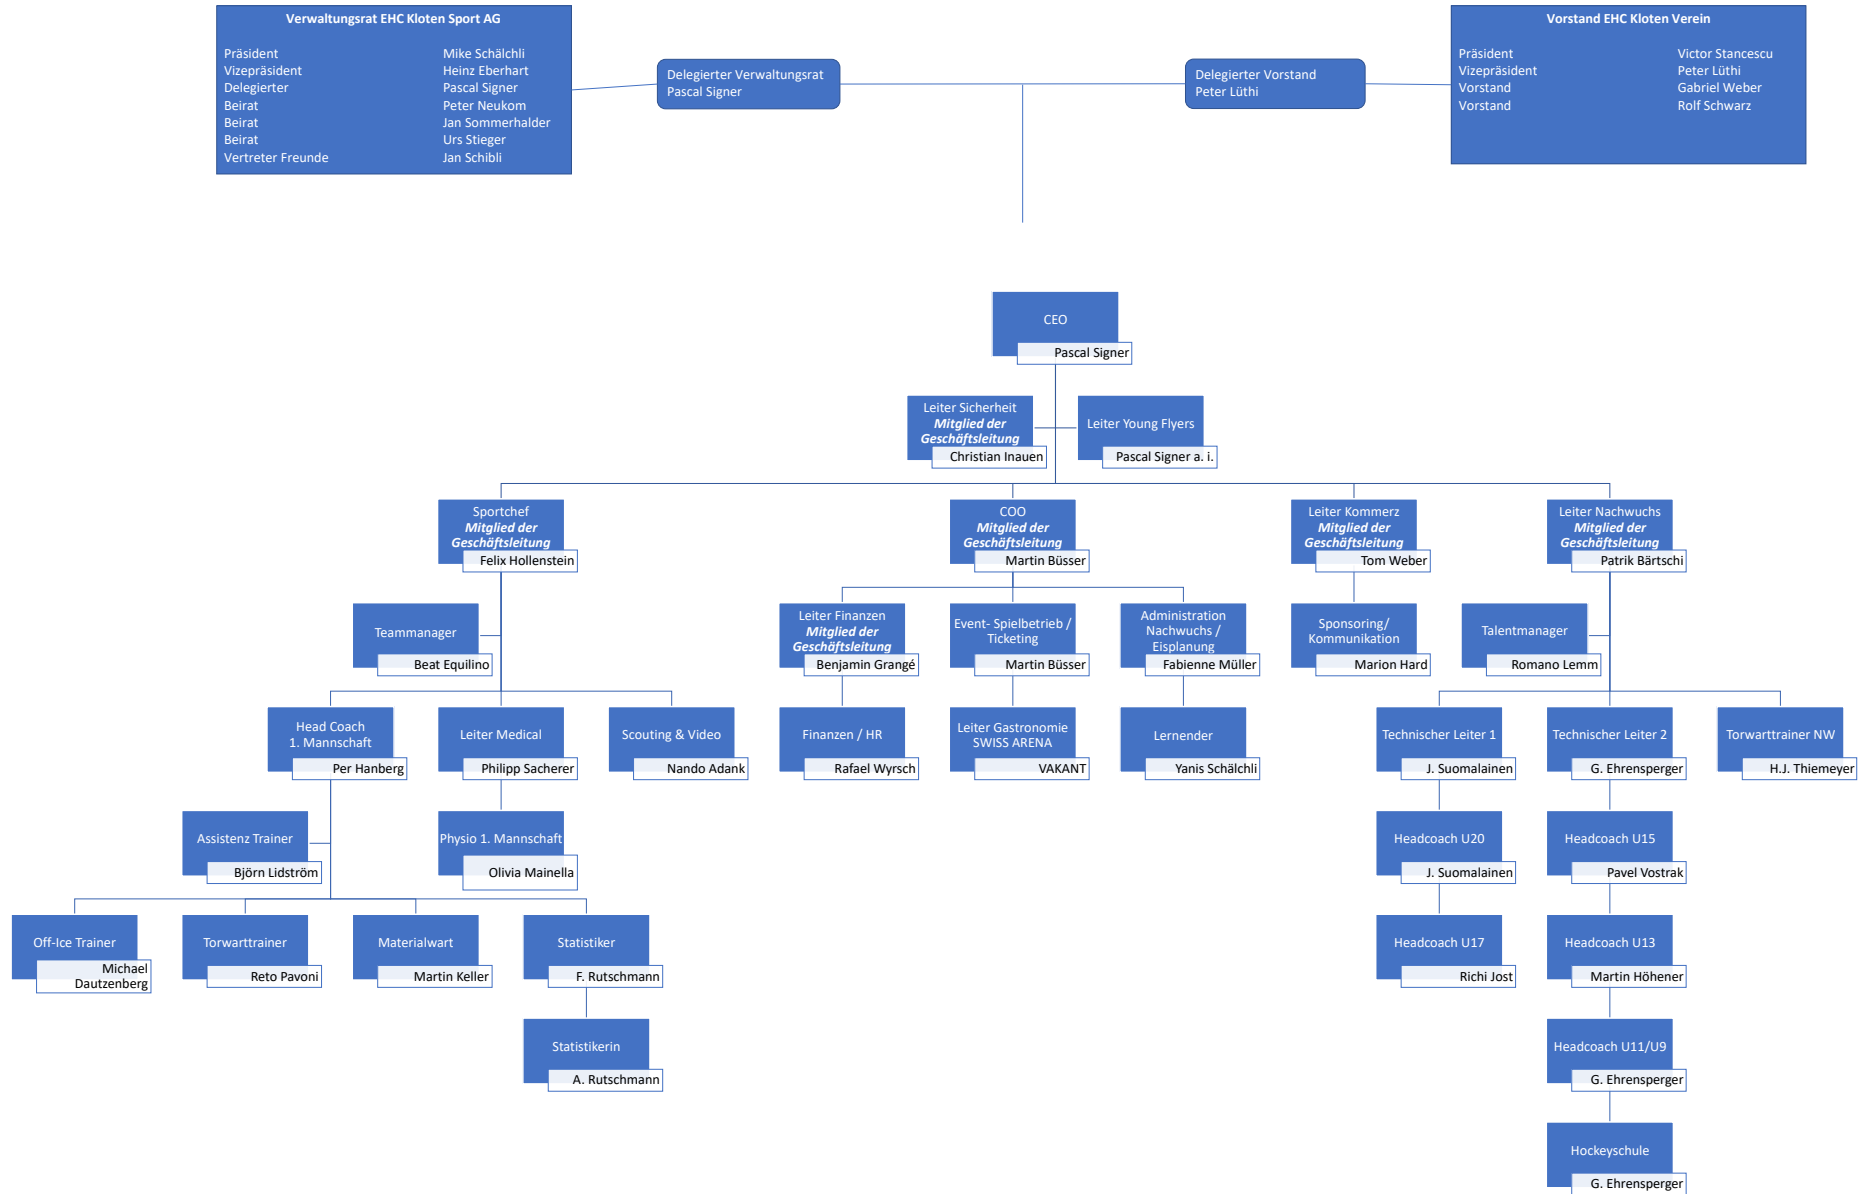 Verwaltungsrat EHC Kloten Sport AG
Präsident Mike Schälchli
Vizepräsident Heinz Eberhart
Delegierter Pascal Signer
Beirat Peter Neukom
Beirat Jan Sommerhalder
Beirat Urs Stieger
Vertreter Freunde Jan Schibli
Delegierter Verwaltungsrat
Pascal Signer
Delegierter Vorstand
Peter Lüthi
Vorstand EHC Kloten Verein
Präsident Victor Stancescu
Vizepräsident Peter Lüthi
Vorstand Gabriel Weber
Vorstand Rolf Schwarz
CEO
Pascal Signer
Leiter Sicherheit
Mitglied der
Geschäftsleitung
Christian Inauen
Leiter Young Flyers
Pascal Signer a. i.
Sportchef
Mitglied der
Geschäftsleitung
Felix Hollenstein
COO
Mitglied der
Geschäftsleitung
Martin Büsser
Leiter Kommerz
Mitglied der
Geschäftsleitung
Tom Weber
Leiter Nachwuchs
Mitglied der
Geschäftsleitung
Patrik Bärtschi
Teammanager
Beat Equilino
Leiter Finanzen
Mitglied der
Geschäftsleitung
Benjamin Grangé
Event- Spielbetrieb /
Ticketing
Martin Büsser
Administration
Nachwuchs /
Eisplanung
Fabienne Müller
Sponsoring/
Kommunikation
Marion Hard
Talentmanager
Romano Lemm
Head Coach
1. Mannschaft
Per Hanberg
Leiter Medical
Philipp Sacherer
Scouting & Video
Nando Adank
Finanzen / HR
Rafael Wyrsch
Leiter Gastronomie
SWISS ARENA
VAKANT
Lernender
Yanis Schälchli
Technischer Leiter 1
J. Suomalainen
Technischer Leiter 2
G. Ehrensperger
Torwarttrainer NW
H.J. Thiemeyer
Assistenz Trainer
Björn Lidström
Physio 1. Mannschaft
Olivia Mainella
Headcoach U20
J. Suomalainen
Headcoach U15
Pavel Vostrak
Off-Ice Trainer
Michael
Dautzenberg
Torwarttrainer
Reto Pavoni
Materialwart
Martin Keller
Statistiker
F. Rutschmann
Headcoach U17
Richi Jost
Headcoach U13
Martin Höhener
Statistikerin
A. Rutschmann
Headcoach U11/U9
G. Ehrensperger
Hockeyschule
G. Ehrensperger